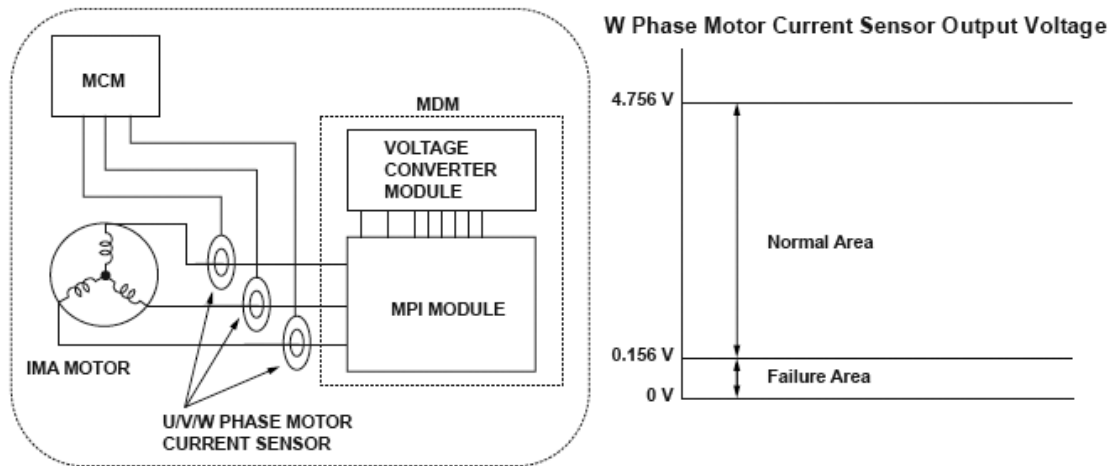 MCM
MDM
VOLTAGE
CONVERTER
MODULE
MPI MODULE
IMA MOTOR
U/V/W PHASE MOTOR
CURRENT SENSOR
W Phase Motor Current Sensor Output Voltage
4.756 V
Normal Area
0.156 V
Failure Area
0 V